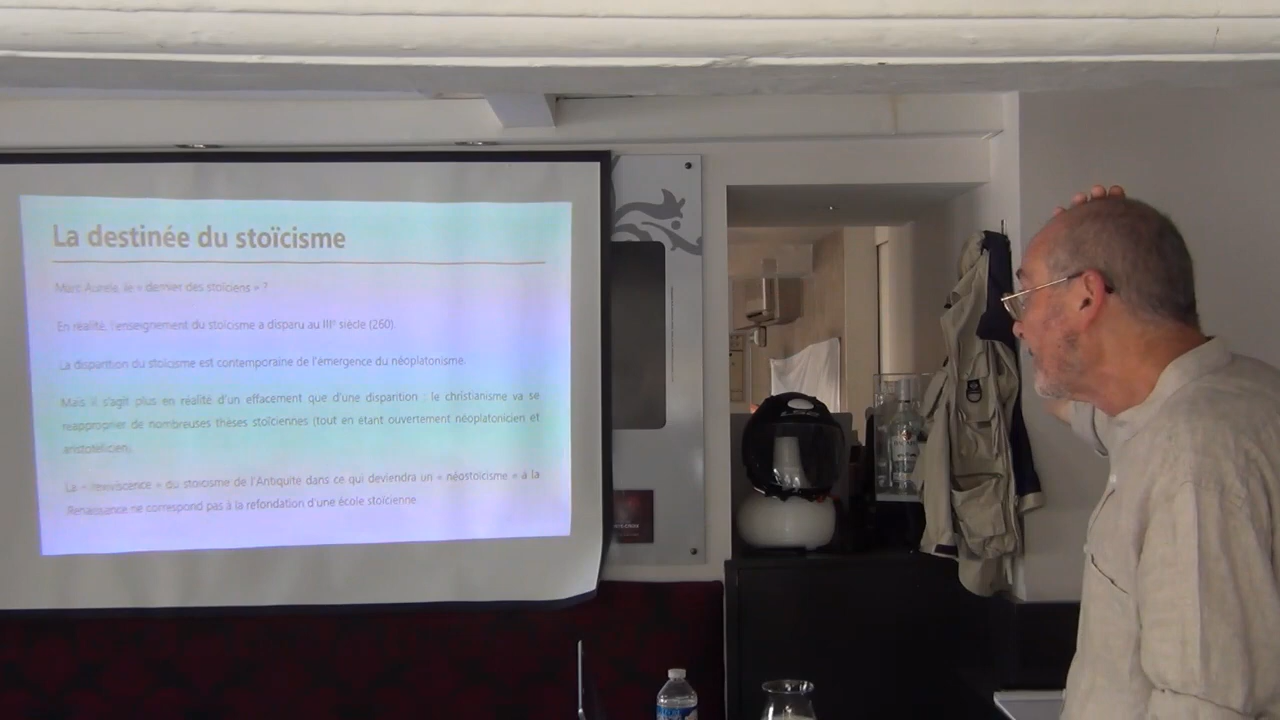 La destinée du stoïcisme
Marc Aurèle, le « dernier des stoïciens » ?
En réalité, l'enseignement du stoïcisme a disparu au IIIe siècle (260).
La disparition du stoïcisme est contemporaine de l'émergence du néoplatonisme.
Mais il s'agit plus en réalité d'un effacement que d'une disparition : le christianisme va se
réapproprier de nombreuses thèses stoïciennes (tout en étant ouvertement néoplatonicien et
aristotélicien).
La « reviviscence » du stoïcisme de l'Antiquité dans ce qui deviendra un « néostoïcisme » à la
Renaissance ne correspond pas à la refondation d'une école stoïcienne